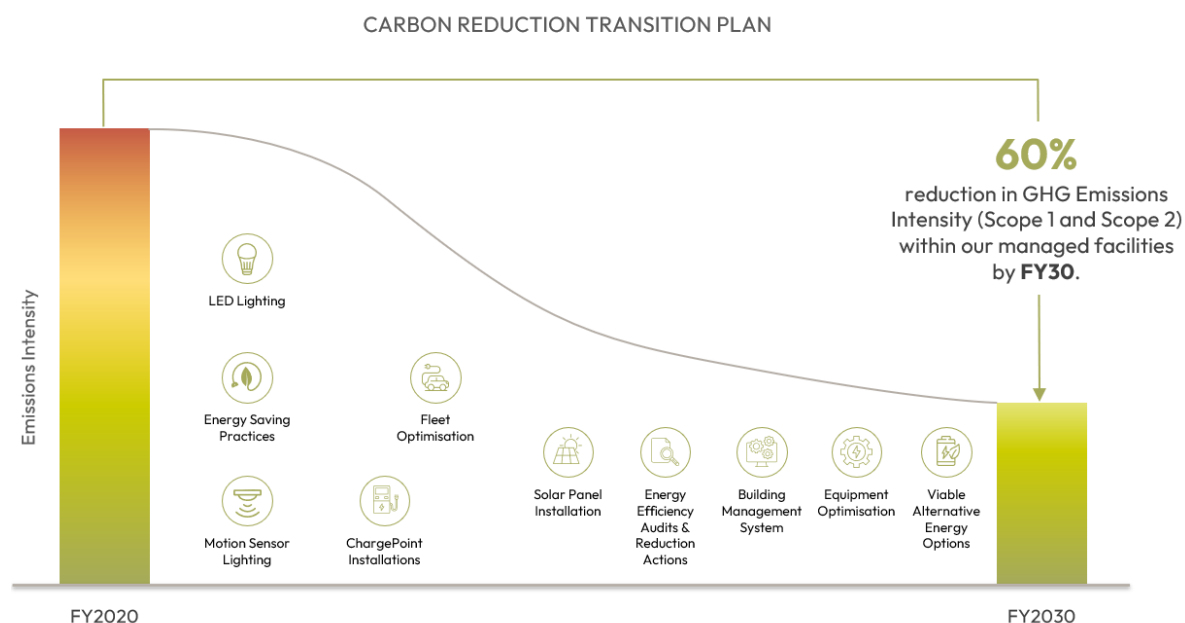 CARBON REDUCTION TRANSITION PLAN
60%
reduction in GHG Emissions
Intensity (Scope 1 and Scope 2)
within our managed facilities
by FY30.
Emissions Intensity
LED Lighting
Energy Saving
Practices
Fleet
Optimisation
Motion Sensor
Lighting
ChargePoint
Installations
Solar Panel
Installation
Energy
Efficiency
Audits &
Reduction
Actions
Building
Management
System
Equipment
Optimisation
Viable
Alternative
Energy
Options
FY2020
FY2030